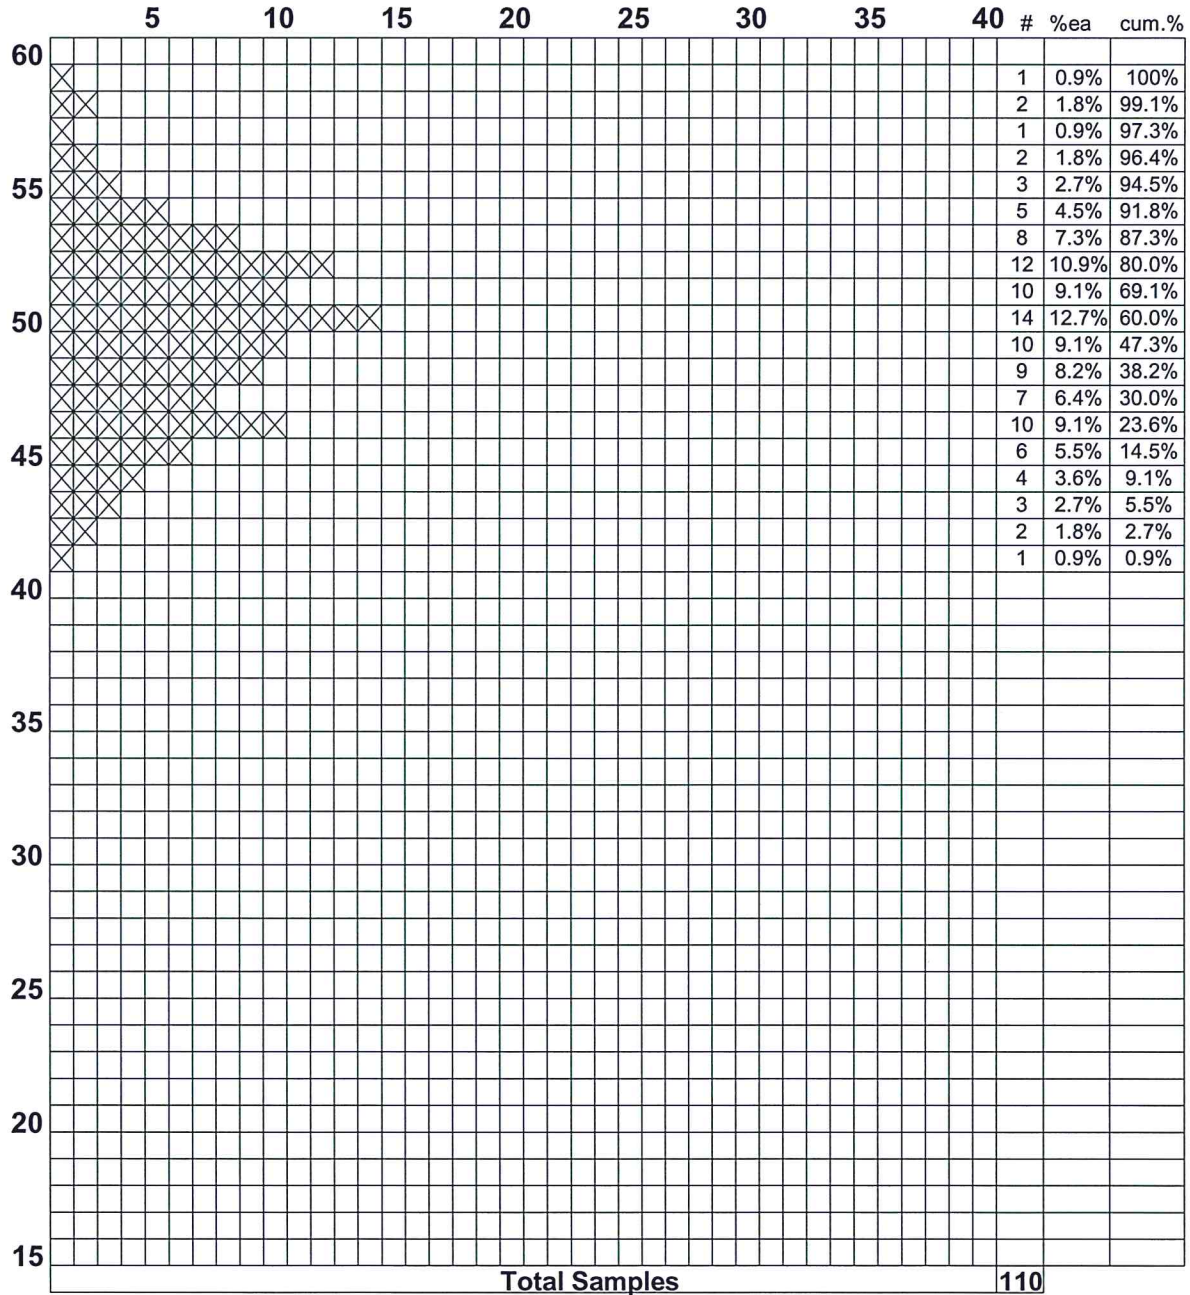 5 10 15 20 25 30 35 40 # %ea cum.%
60
1 0.9% 100%
2 1.8% 99.1%
1 0.9% 97.3%
2 1.8% 96.4%
55 3 2.7% 94.5%
5 4.5% 91.8%
8 7.3% 87.3%
12 10.9% 80.0%
10 9.1% 69.1%
50 14 12.7% 60.0%
10 9.1% 47.3%
9 8.2% 38.2%
7 6.4% 30.0%
10 9.1% 23.6%
45 6 5.5% 14.5%
4 3.6% 9.1%
3 2.7% 5.5%
2 1.8% 2.7%
1 0.9% 0.9%
40
35
30
25
20
15
Total Samples 110